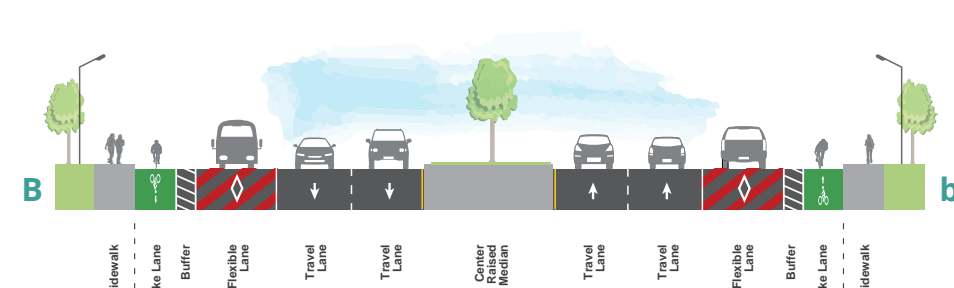 B
b
idewalk
ke Lane
Buffer
Flexible
Lane
Travel
Lane
Travel
Lane
Center
Raised
Median
Travel
Lane
Travel
Lane
Flexible
Lane
Buffer
ke Lane
idewalk